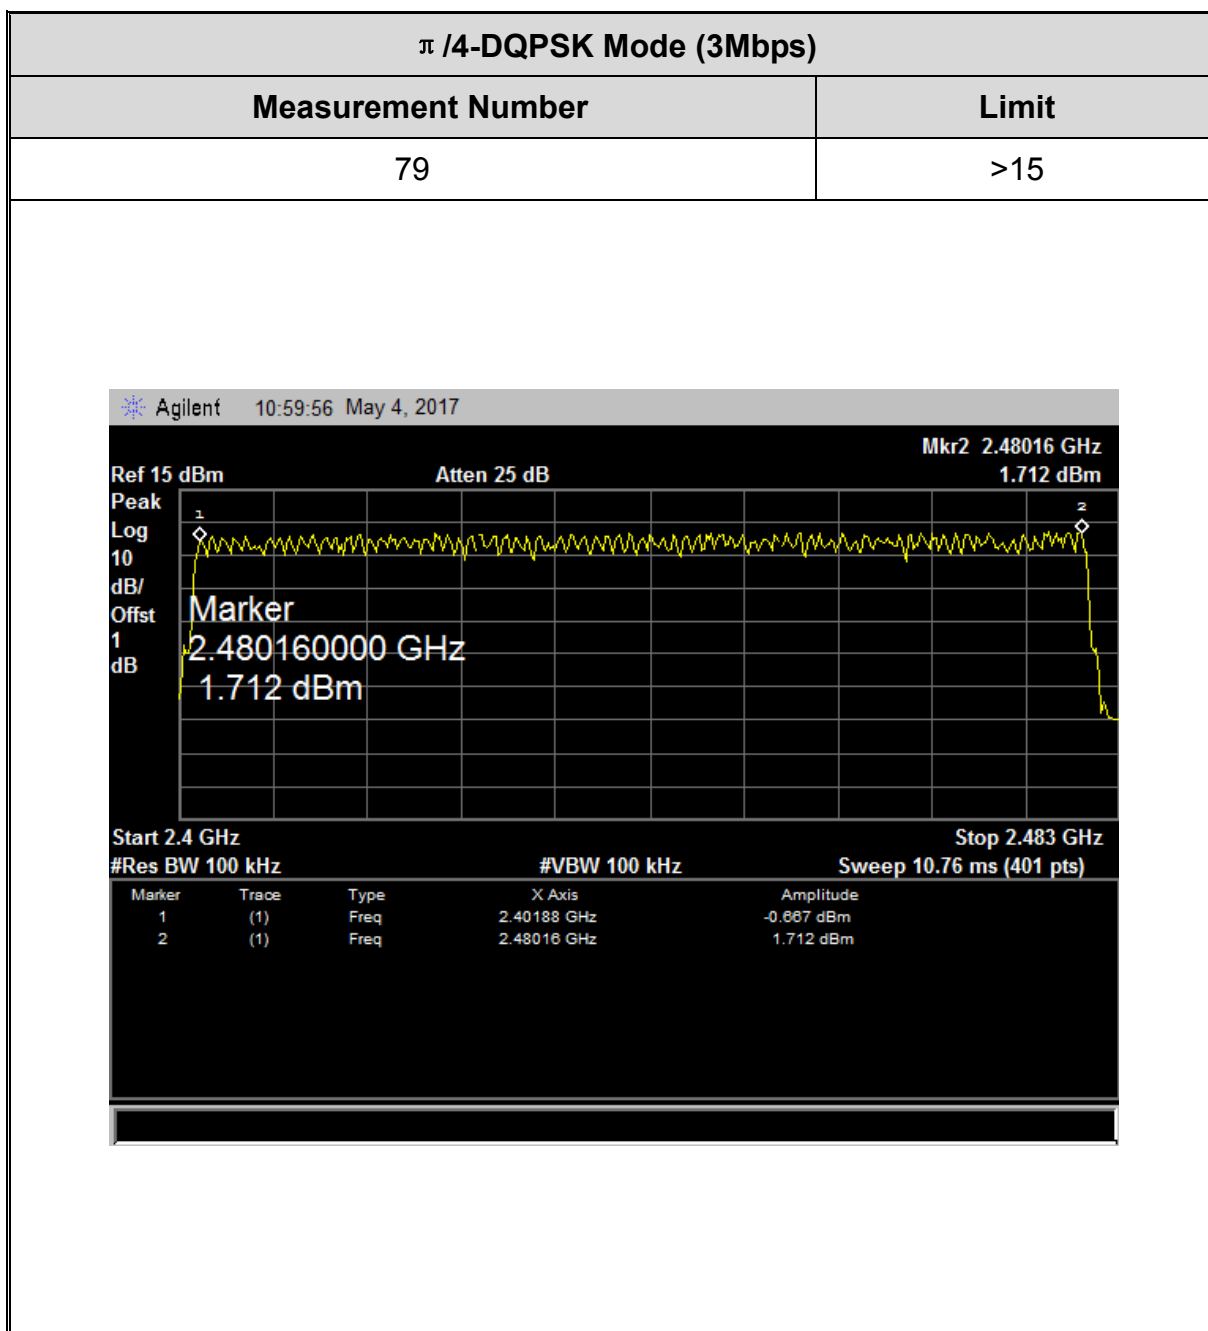 π/4-DQPSK Mode (3Mbps)
Measurement Number Limit
79 >15
Agilent 10:59:56 May 4, 2017
Mkr2 2.48016 GHz
Ref 15 dBm Atten 25 dB 1.712 dBm
Peak
Log
10
dB/
Offst
1
dB
1
2
Marker
2.480160000 GHz
1.712 dBm
Start 2.4 GHz Stop 2.483 GHz
#Res BW 100 kHz #VBW 100 kHz Sweep 10.76 ms (401 pts)
Marker Trace Type X Axis Amplitude
1 (1) Freq 2.40188 GHz -0.667 dBm
2 (1) Freq 2.48016 GHz 1.712 dBm